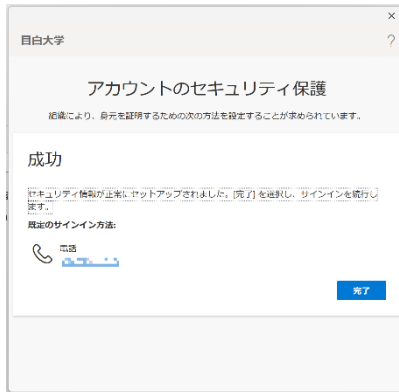 目白大学
?
アカウントのセキュリティ保護
組織により、身元を証明するための次の方法を設定することが求められています。
成功
セキュリティ情報が正常にセットアップされました。[完了] を選択し、サインインを続行し
ます。
既定のサインイン方法:
電話
完了